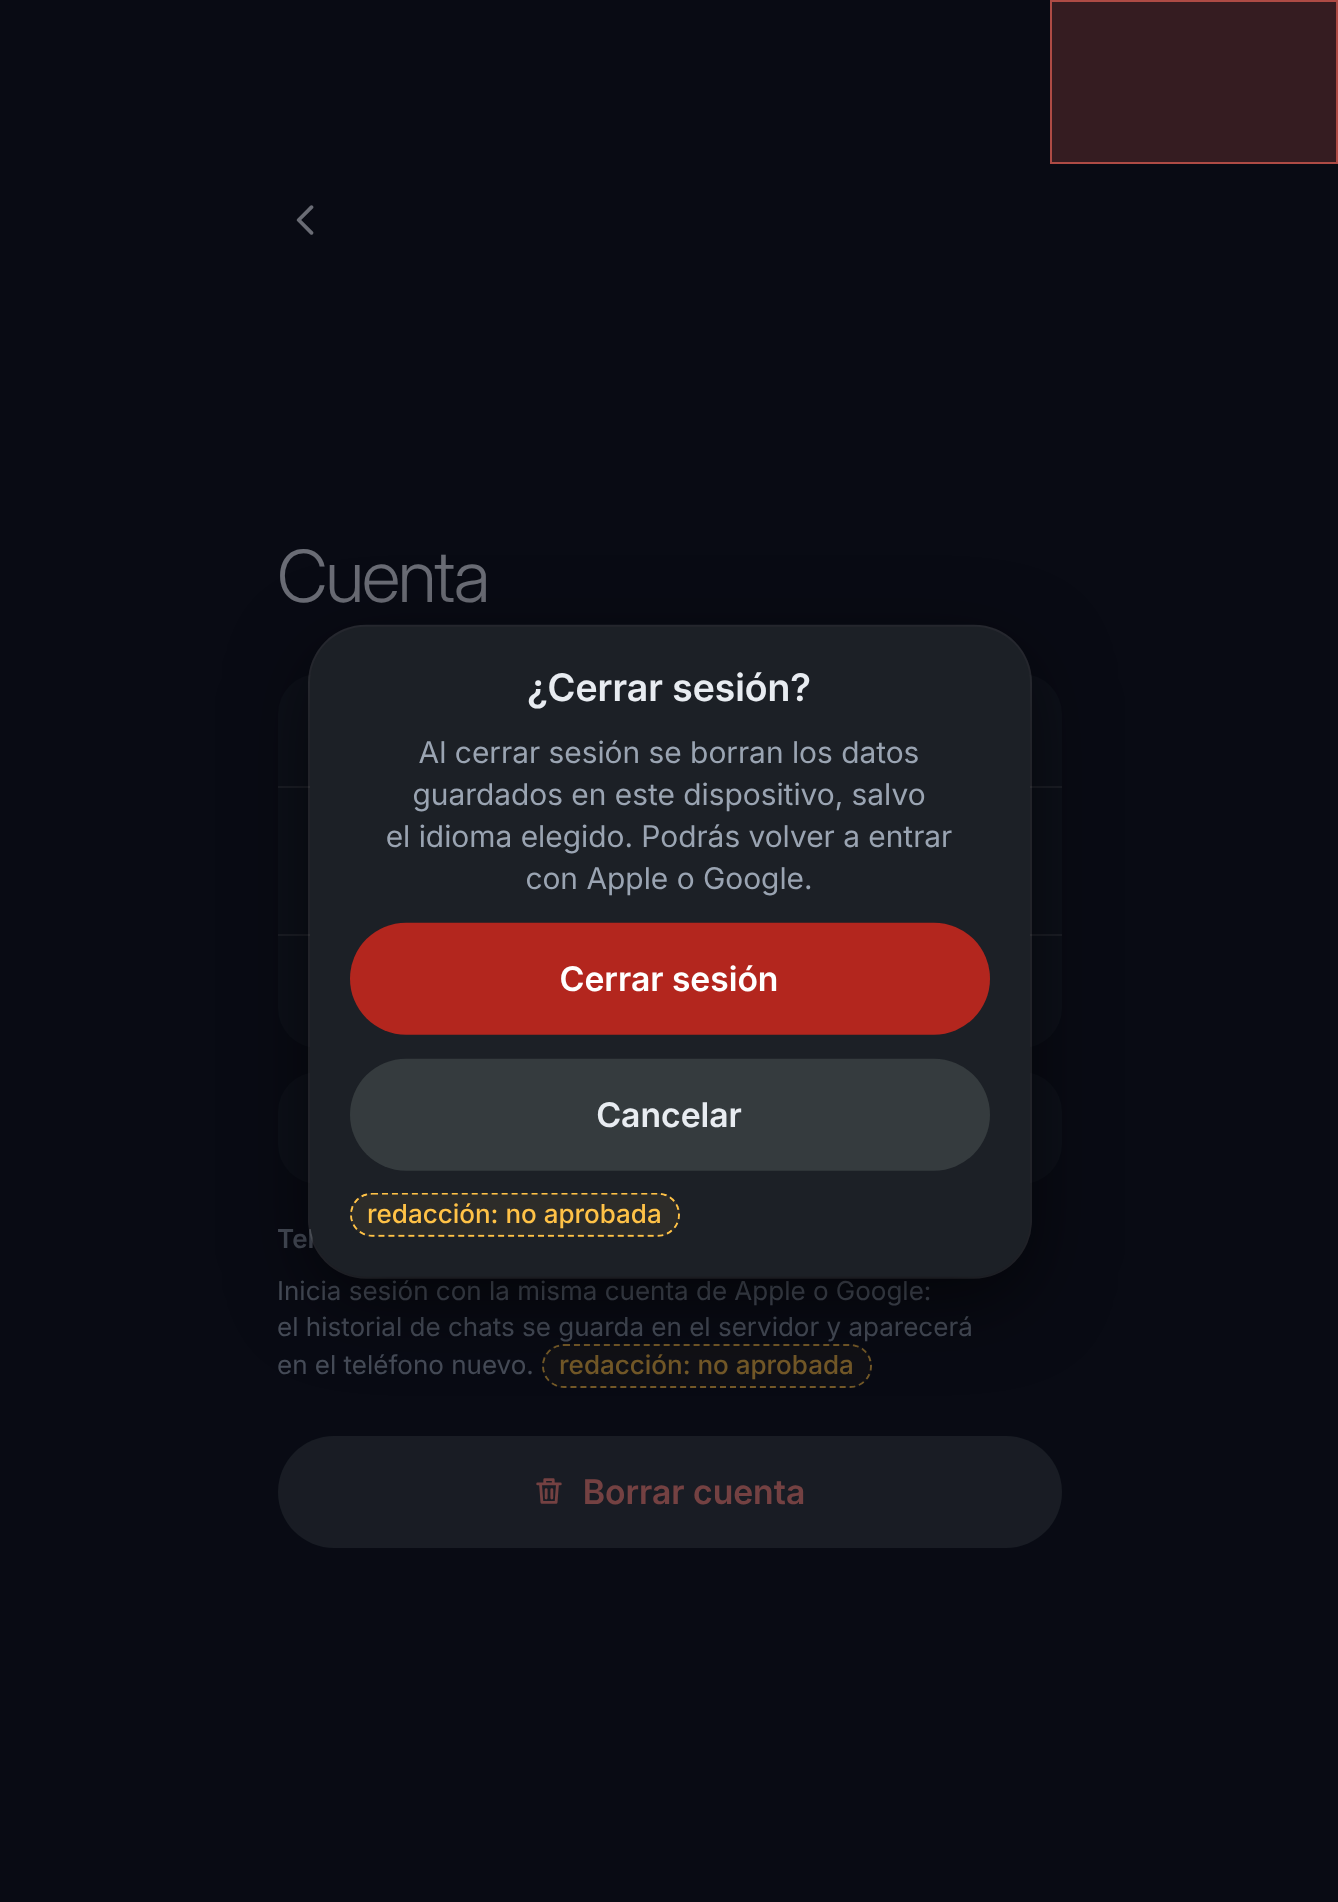 Cuenta
¿Cerrar sesión?
Al cerrar sesión se borran los datos
guardados en este dispositivo, salvo
el idioma elegido. Podrás volver a entrar
con Apple o Google.
Cerrar sesión
Cancelar
redacción: no aprobada
Inicia sesión con la misma cuenta de Apple o Google:
el historial de chats se guarda en el servidor y aparecerá
en el teléfono nuevo. redacción: no aprobada
Borrar cuenta